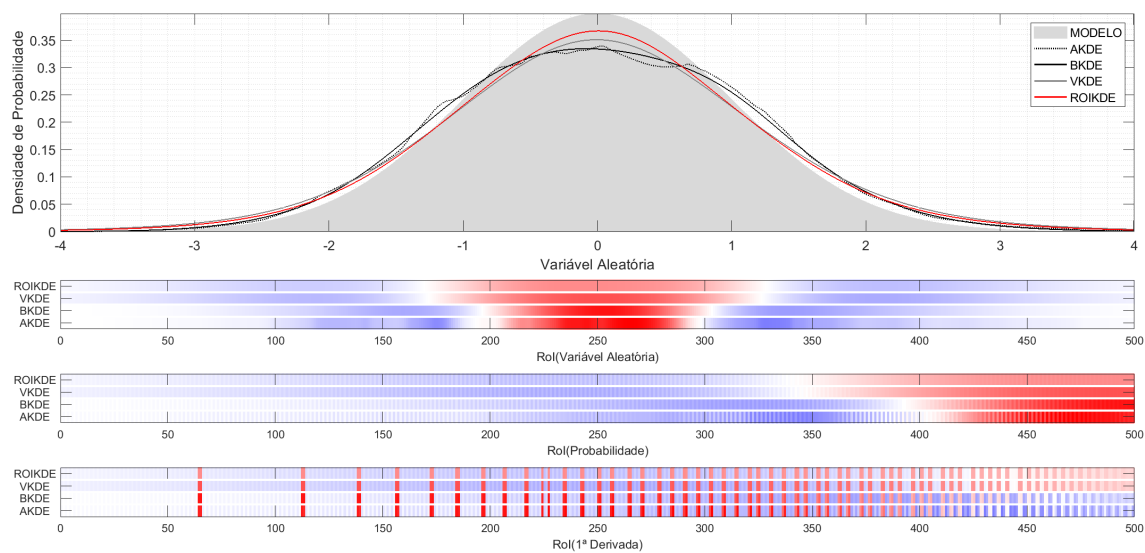 Densidade de Probabilidade
0.35
0.3
0.25
0.2
0.15
0.1
0.05
0
MODELO
AKDE
BKDE
VKDE
ROIKDE
-4 -3 -2 -1 0 1 2 3 4
Variável Aleatória
ROIKDE
VKDE
BKDE
AKDE
0 50 100 150 200 250 300 350 400 450 500
RoI(Variável Aleatória)
ROIKDE
VKDE
BKDE
AKDE
0 50 100 150 200 250 300 350 400 450 500
RoI(Probabilidade)
ROIKDE
VKDE
BKDE
AKDE
0 50 100 150 200 250 300 350 400 450 500
RoI(1ª Derivada)